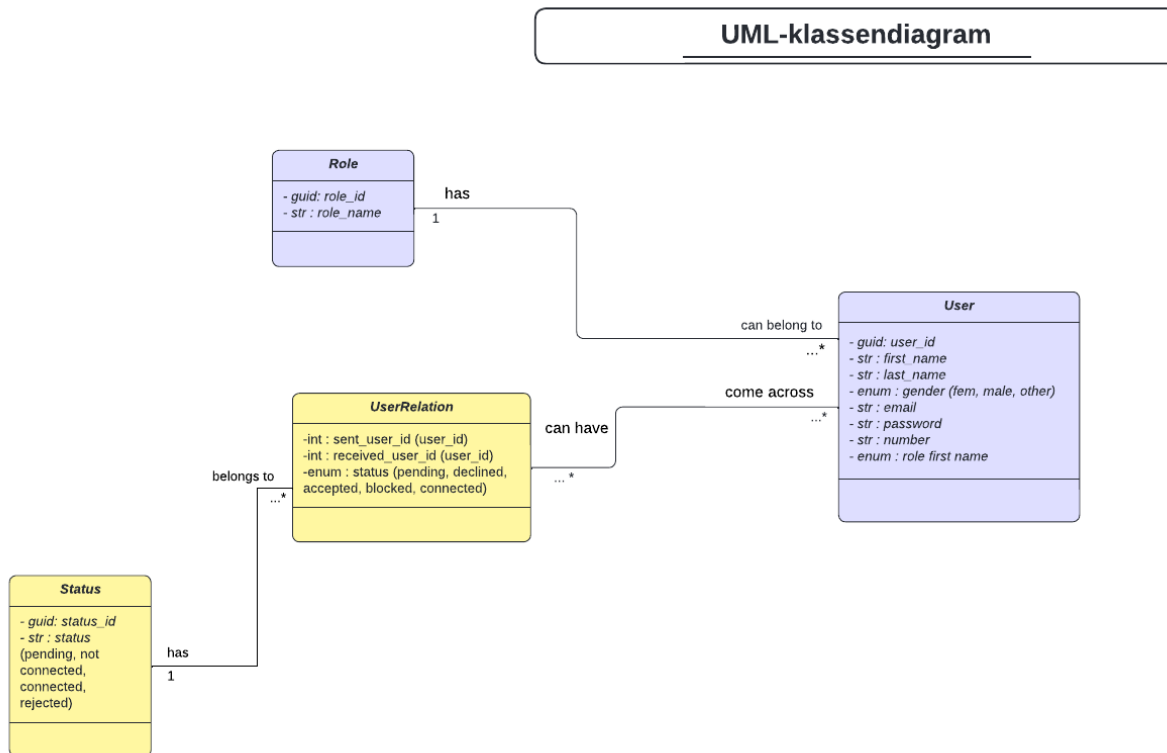 UML-klassendiagram
Role
- guid: role_id
- str : role_name
has
1
can belong to
...*
User
- guid: user_id
- str : first_name
- str : last_name
- enum : gender (fem, male, other)
- str : email
- str : password
- str : number
- enum : role first name
come across
...*
can have
... *
UserRelation
-int : sent_user_id (user_id)
-int : received_user_id (user_id)
-enum : status (pending, declined,
accepted, blocked, connected)
belongs to
...*
Status
- guid: status_id
- str : status
(pending, not
connected,
connected,
rejected)
has
1